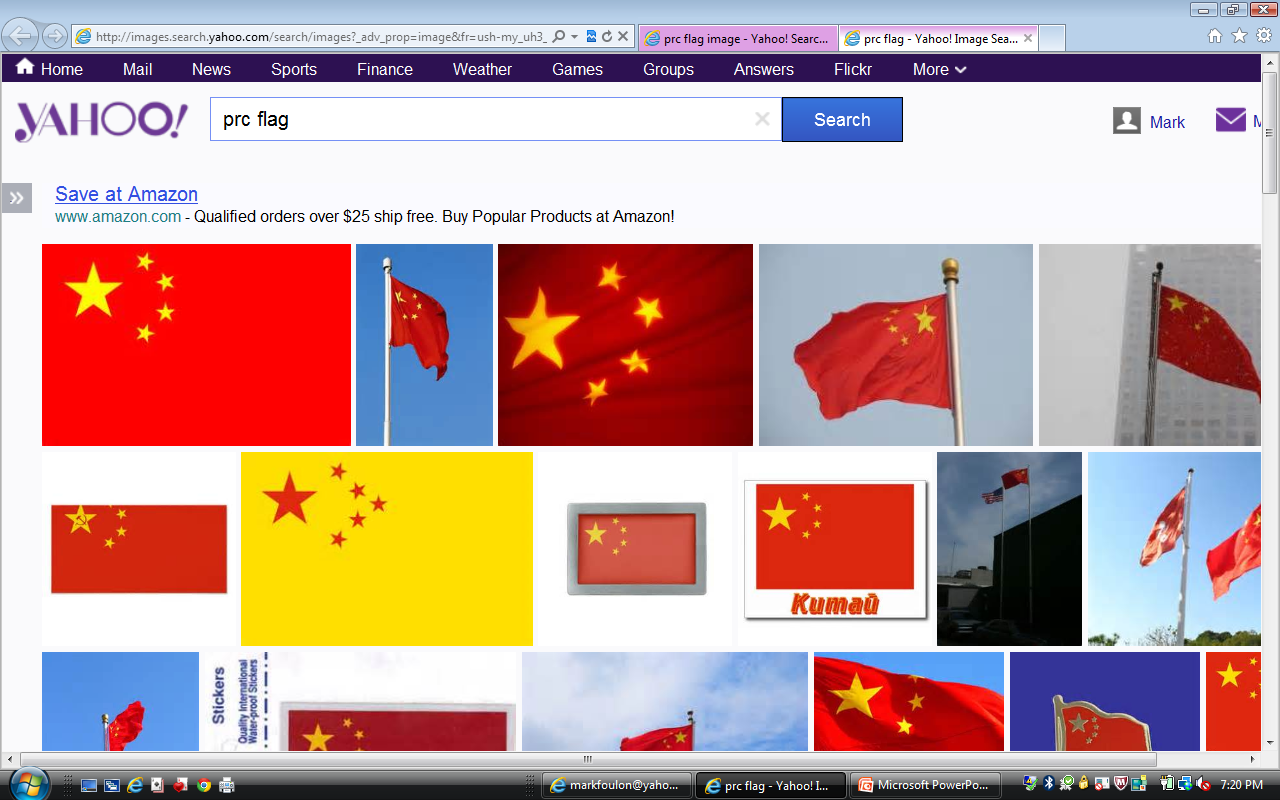 http://images.search.yahoo.com/search/images?_adv_prop=image&fr=ush-my_uh3_
prc flag image - Yahoo! Searc...
prc flag - Yahoo! Image Sea...
Home Mail News Sports Finance Weather Games Groups Answers Flickr More
YAHOO!
prc flag
Search
Mark
Save at Amazon
www.amazon.com - Qualified orders over $25 ship free. Buy Popular Products at Amazon!
Китай
Stickers
Quality International
Water-proof Stickers
markfoulon@yaho...
prc flag - Yahoo! I...
Microsoft PowerPo...
7:20 PM